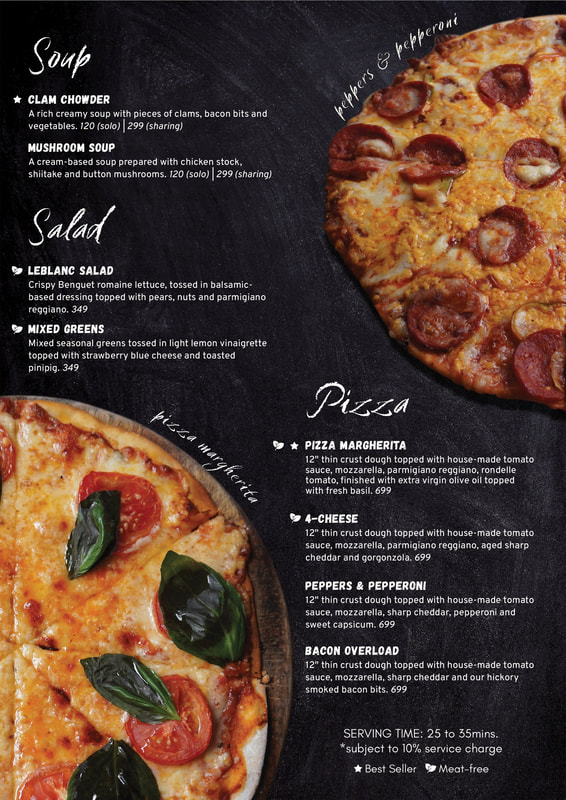 Soup
CLAM CHOWDER
A rich creamy soup with pieces of clams, bacon bits and
vegetables. 120 (solo) | 299 (sharing)
MUSHROOM SOUP
A cream-based soup prepared with chicken stock,
shiitake and button mushrooms. 120 (solo) | 299 (sharing)
Salad
LEBLANC SALAD
Crispy Benguet romaine lettuce, tossed in balsamic-
based dressing topped with pears, nuts and parmigiano
reggiano. 349
MIXED GREENS
Mixed seasonal greens tossed in light lemon vinaigrette
topped with strawberry blue cheese and toasted
pinipig. 349
peppers & pepperoni
pizza margherita
Pizza
PIZZA MARGHERITA
12" thin crust dough topped with house-made tomato
sauce, mozzarella, parmigiano reggiano, rondelle
tomato, finished with extra virgin olive oil topped
with fresh basil. 699
4-CHEESE
12" thin crust dough topped with house-made tomato
sauce, mozzarella, parmigiano reggiano, aged sharp
cheddar and gorgonzola. 699
PEPPERS & PEPPERONI
12" thin crust dough topped with house-made tomato
sauce, mozzarella, sharp cheddar, pepperoni and
sweet capsicum. 699
BACON OVERLOAD
12" thin crust dough topped with house-made tomato
sauce, mozzarella, sharp cheddar and our hickory
smoked bacon bits. 699
SERVING TIME: 25 to 35mins.
*subject to 10% service charge
Best Seller Meat-free